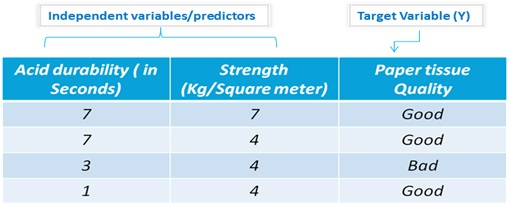 Independent variables/predictors
Target Variable (Y)
Acid durability ( in Seconds)
Strength (Kg/Square meter)
Paper tissue Quality
7 7 Good
7 4 Good
3 4 Bad
1 4 Good